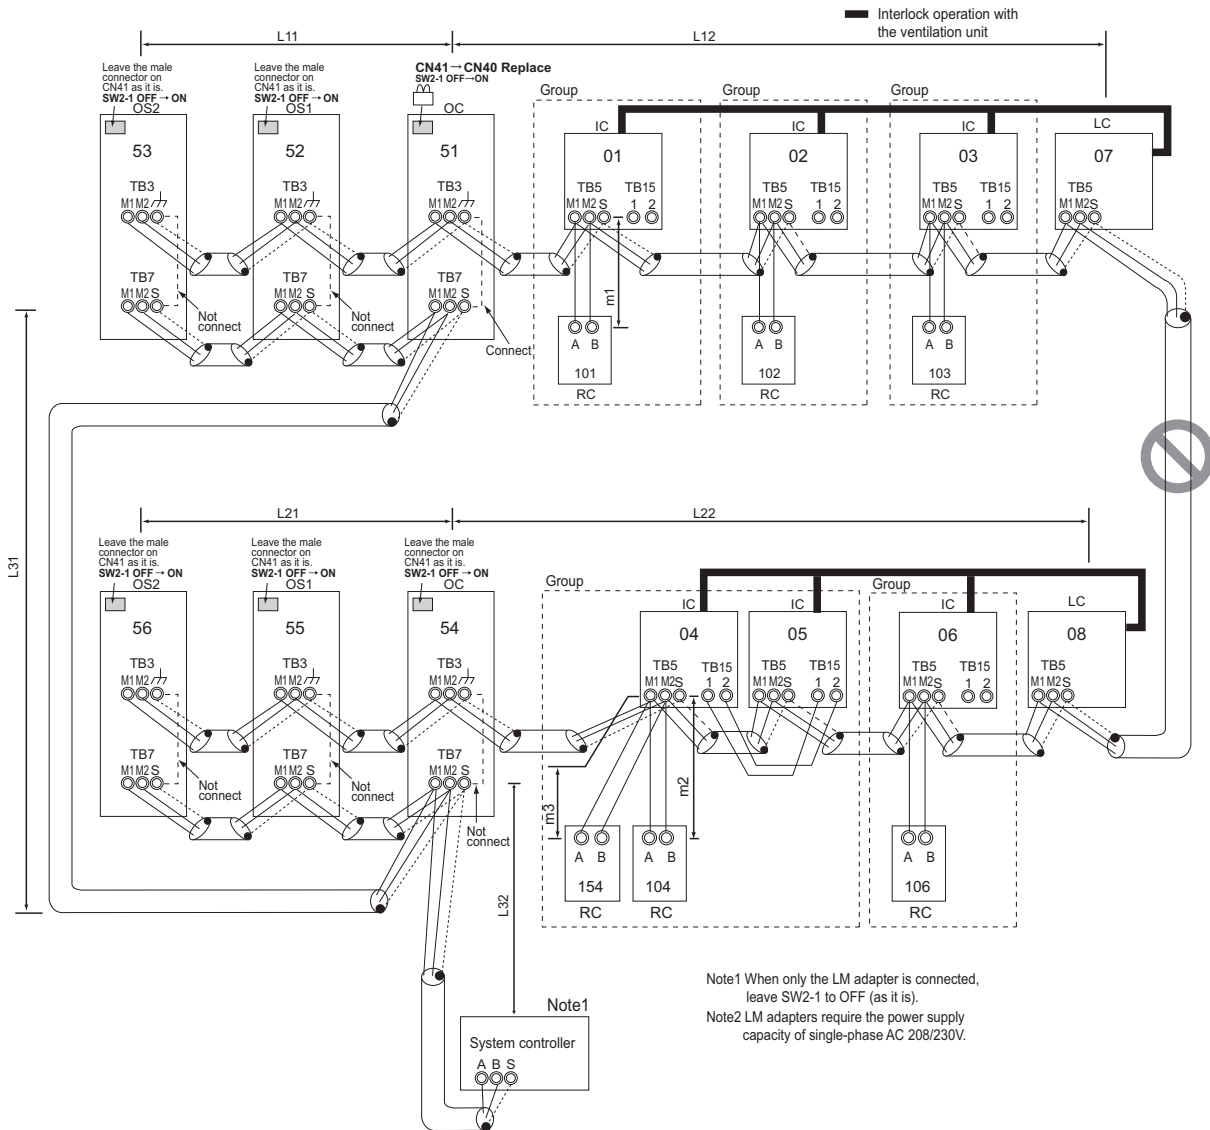 Interlock operation with
the ventilation unit
L11
L12
Leave the male
connector on
CN41 as it is.
SW2-1 OFF → ON
OS2
Leave the male
connector on
CN41 as it is.
SW2-1 OFF → ON
OS1
CN41→CN40 Replace
SW2-1 OFF→ON
OC
Group
Group
Group
IC
IC
IC
LC
53
52
51
01
02
03
07
TB3
TB3
TB3
TB5 TB15
TB5 TB15
TB5 TB15
TB5
M1 M2
M1 M2
M1 M2
M1 M2 S 1 2
M1 M2 S 1 2
M1 M2 S 1 2
M1 M2 S
TB7
TB7
TB7
M1 M2 S
M1 M2 S
M1 M2 S
Not
connect
Not
connect
Connect
m1
A B
101
RC
A B
102
RC
A B
103
RC
L31
L21
L22
Leave the male
connector on
CN41 as it is.
SW2-1 OFF → ON
OS2
Leave the male
connector on
CN41 as it is.
SW2-1 OFF → ON
OS1
Leave the male
connector on
CN41 as it is.
SW2-1 OFF → ON
OC
Group
Group
IC
IC
IC
LC
56
55
54
04
05
06
08
TB3
TB3
TB3
TB5 TB15
TB5 TB15
TB5 TB15
TB5
M1 M2
M1 M2
M1 M2
M1 M2 S 1 2
M1 M2 S 1 2
M1 M2 S 1 2
M1 M2 S
TB7
TB7
TB7
M1 M2 S
M1 M2 S
M1 M2 S
Not
connect
Not
connect
Not
connect
m3
m2
A B
154
RC
A B
104
RC
A B
106
RC
L32
Note1 When only the LM adapter is connected,
leave SW2-1 to OFF (as it is).
Note2 LM adapters require the power supply
capacity of single-phase AC 208/230V.
Note1
System controller
A B S